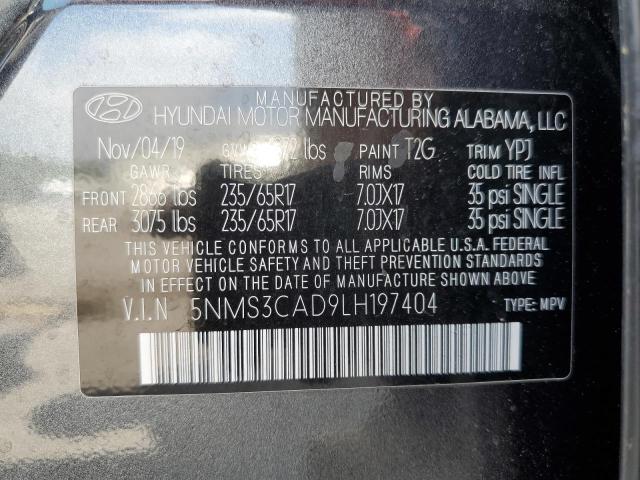 MANUFACTURED BY
HYUNDAI MOTOR MANUFACTURING ALABAMA, LLC
Nov/04/19 lbs PAINT T2G TRIM YPJ
GAWR TIRES RIMS COLD TIRE INFL
FRONT 2866 lbs 235/65R17 7.0JX17 35 psi SINGLE
REAR 3075 lbs 235/65R17 7.0JX17 35 psi SINGLE
THIS VEHICLE CONFORMS TO ALL APPLICABLE U.S.A. FEDERAL
MOTOR VEHICLE SAFETY AND THEFT PREVENTION STANDARDS
IN EFFECT ON THE DATE OF MANUFACTURE SHOWN ABOVE.
V.I.N 5NMS3CAD9LH197404 TYPE: MPV